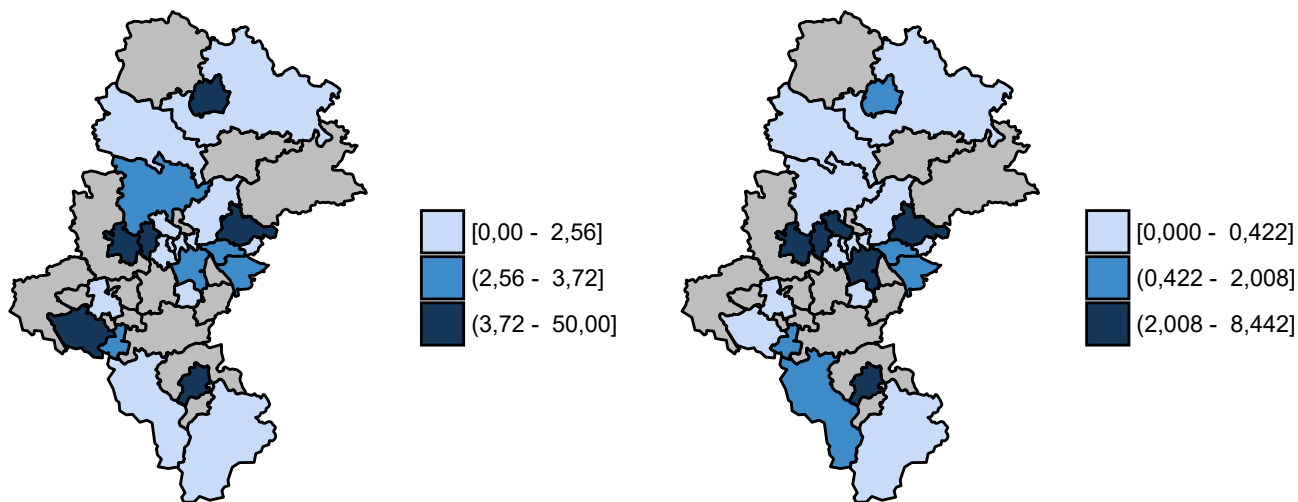 [0,00 -  2,56]
(2,56 -  3,72]
(3,72 - 50,00]
[0,000 -  0,422]
(0,422 -  2,008]
(2,008 -  8,442]